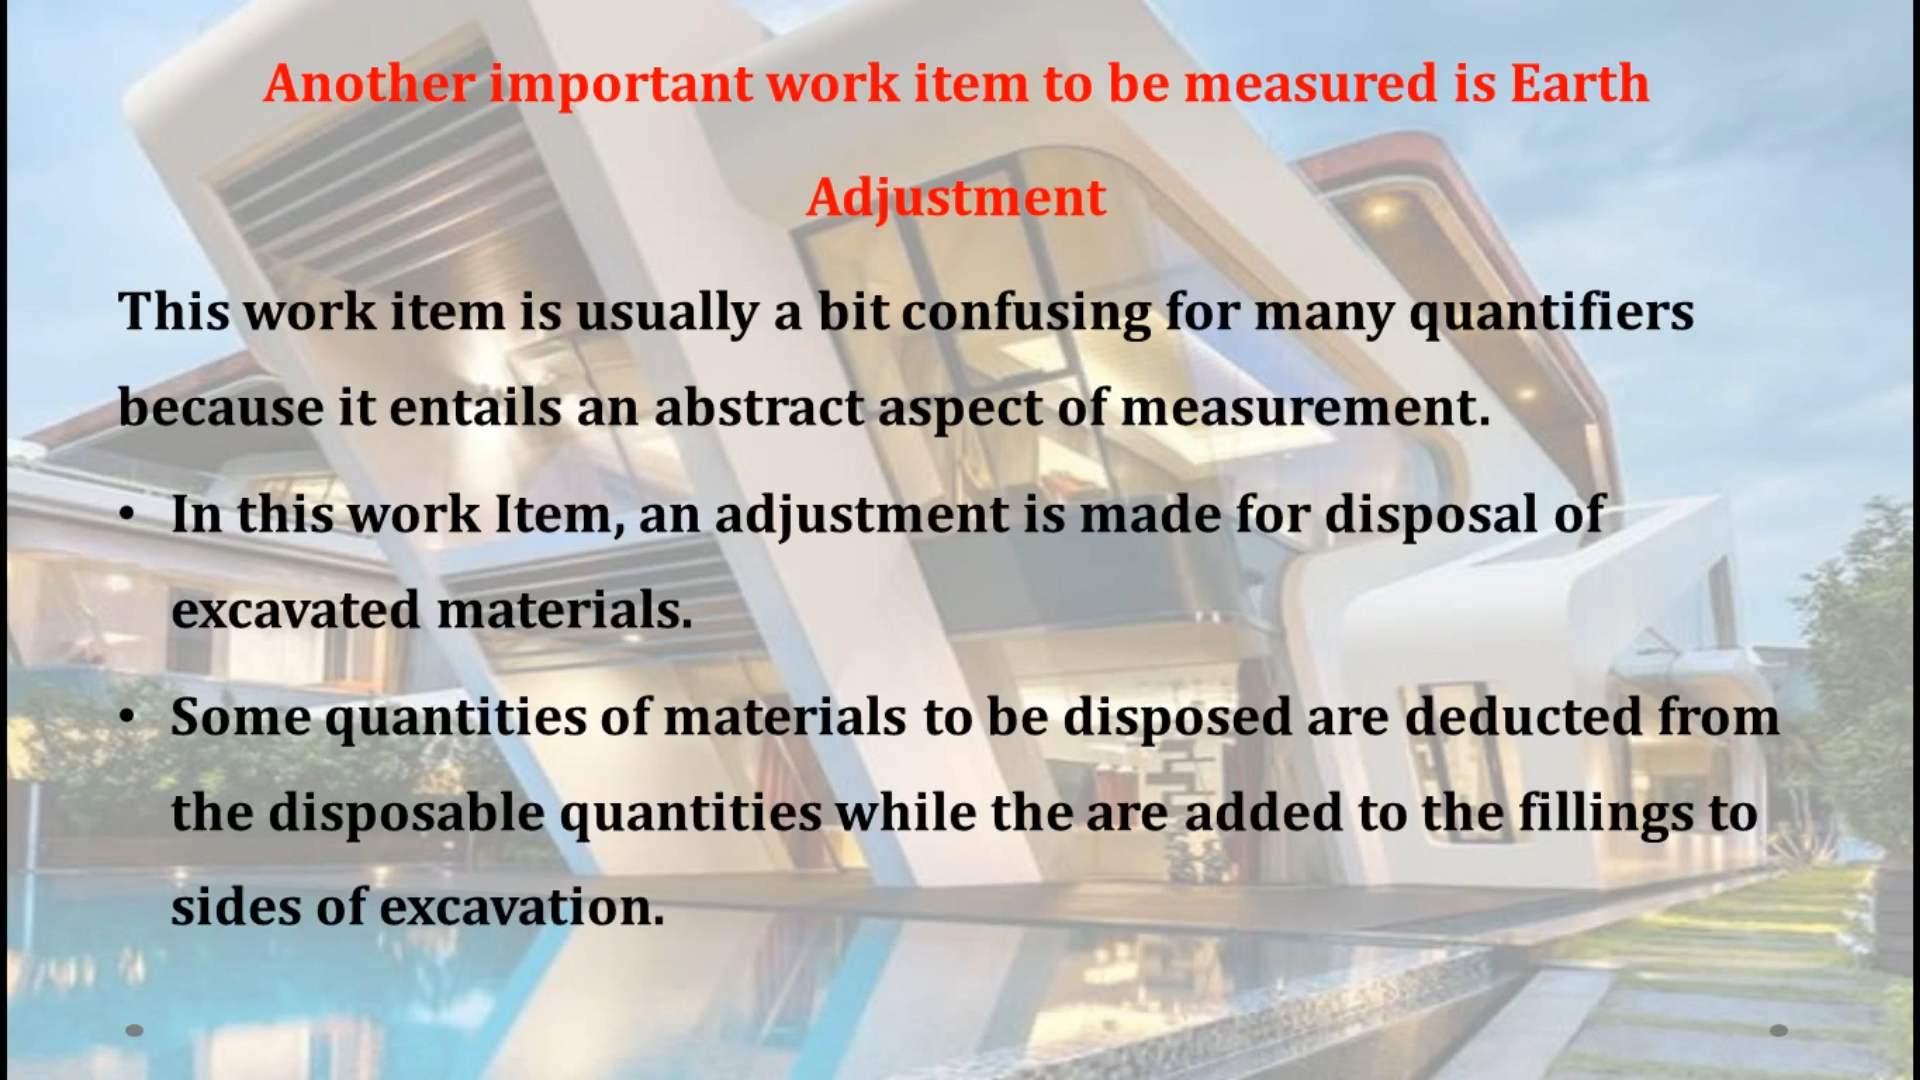 Another important work item to be measured is Earth
Adjustment
This work item is usually a bit confusing for many quantifiers
because it entails an abstract aspect of measurement.
• In this work Item, an adjustment is made for disposal of
excavated materials.
• Some quantities of materials to be disposed are deducted from
the disposable quantities while the are added to the fillings to
sides of excavation.